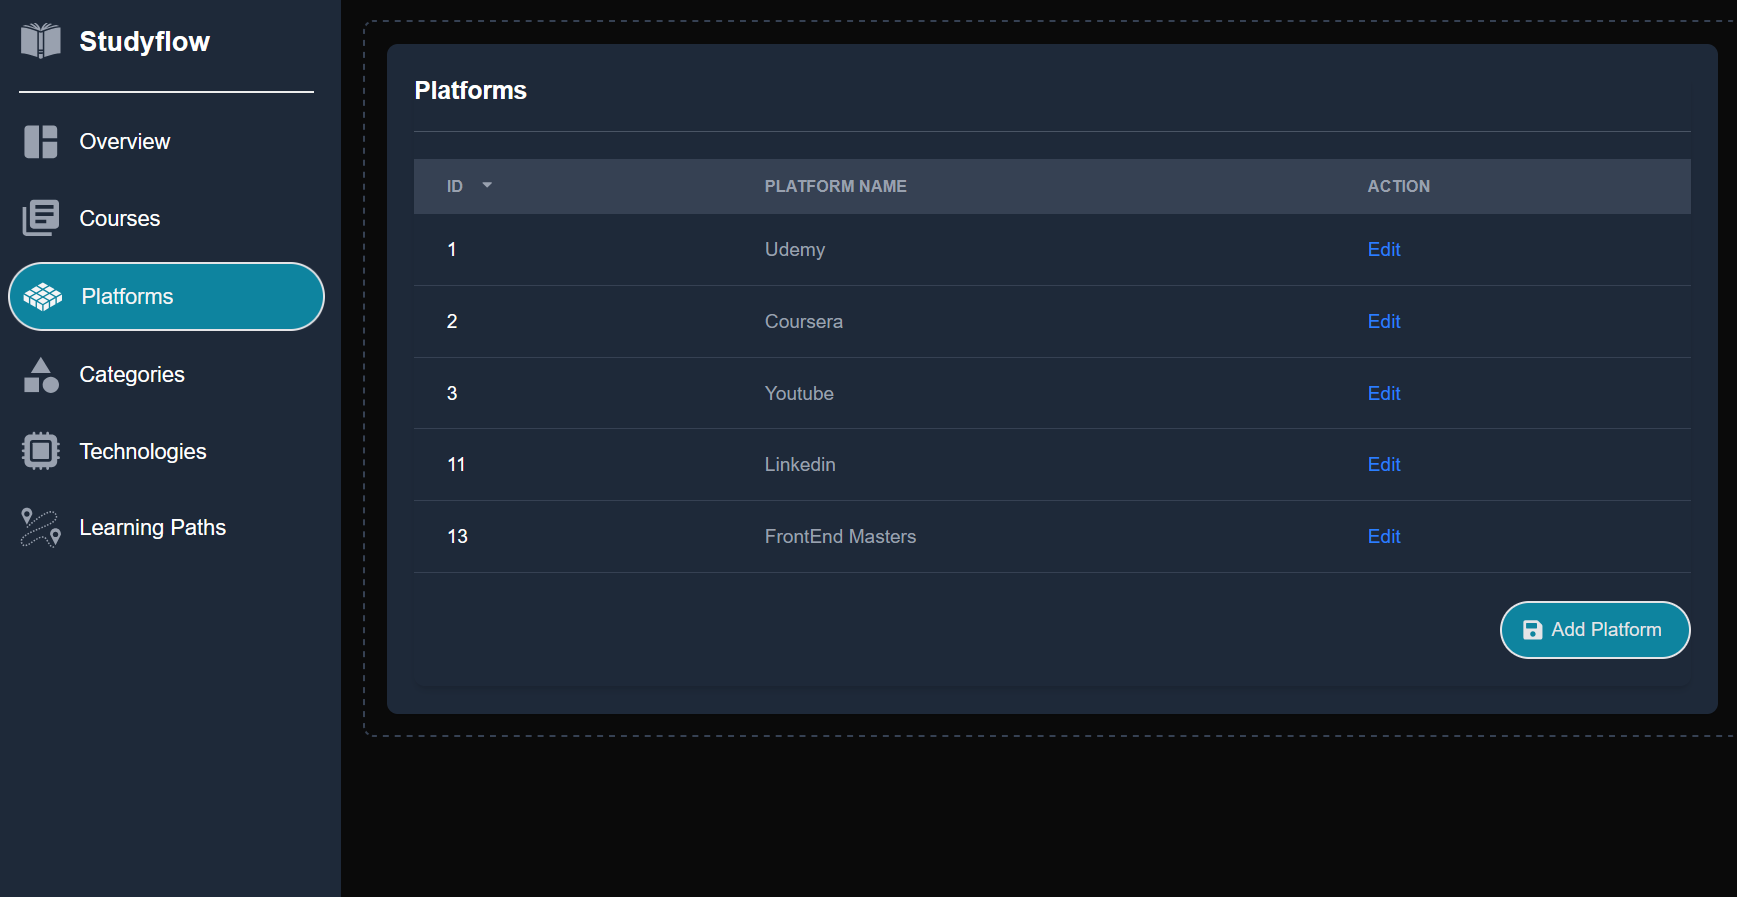 Studyflow
Overview
Courses
Platforms
Categories
Technologies
Learning Paths
Platforms
ID PLATFORM NAME ACTION
1 Udemy Edit
2 Coursera Edit
3 Youtube Edit
11 Linkedin Edit
13 FrontEnd Masters Edit
Add Platform